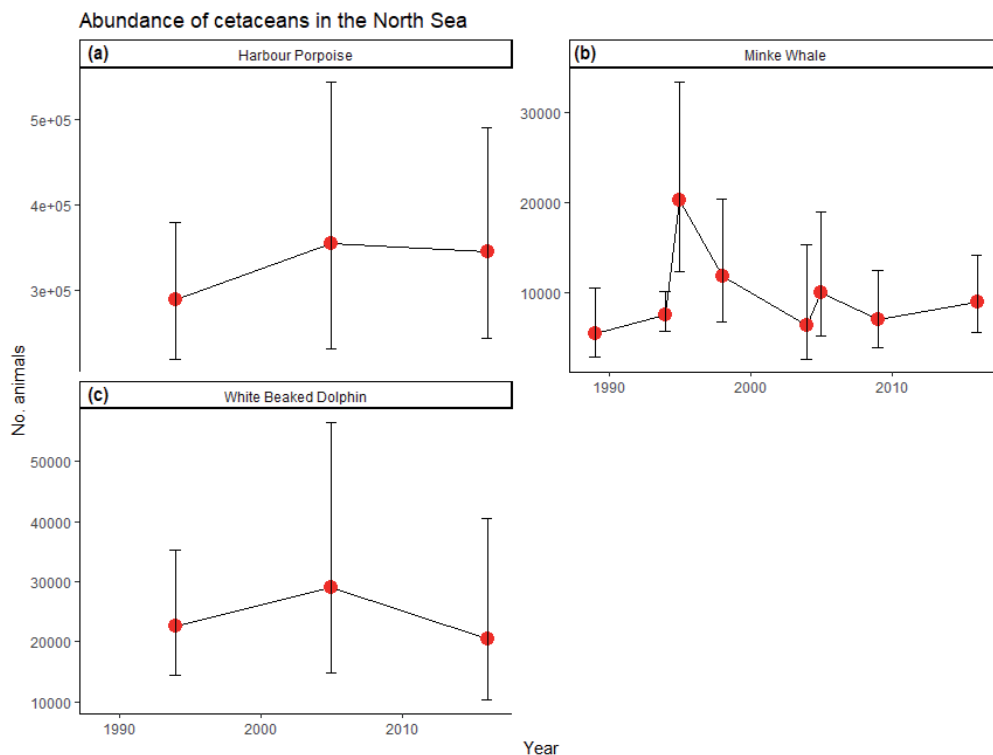 Abundance of cetaceans in the North Sea
(a) Harbour Porpoise
5e+05
4e+05
3e+05
(b) Minke Whale
30000
20000
10000
1990 2000 2010
(c) White Beaked Dolphin
50000
40000
30000
20000
10000
1990 2000 2010
No. animals
Year